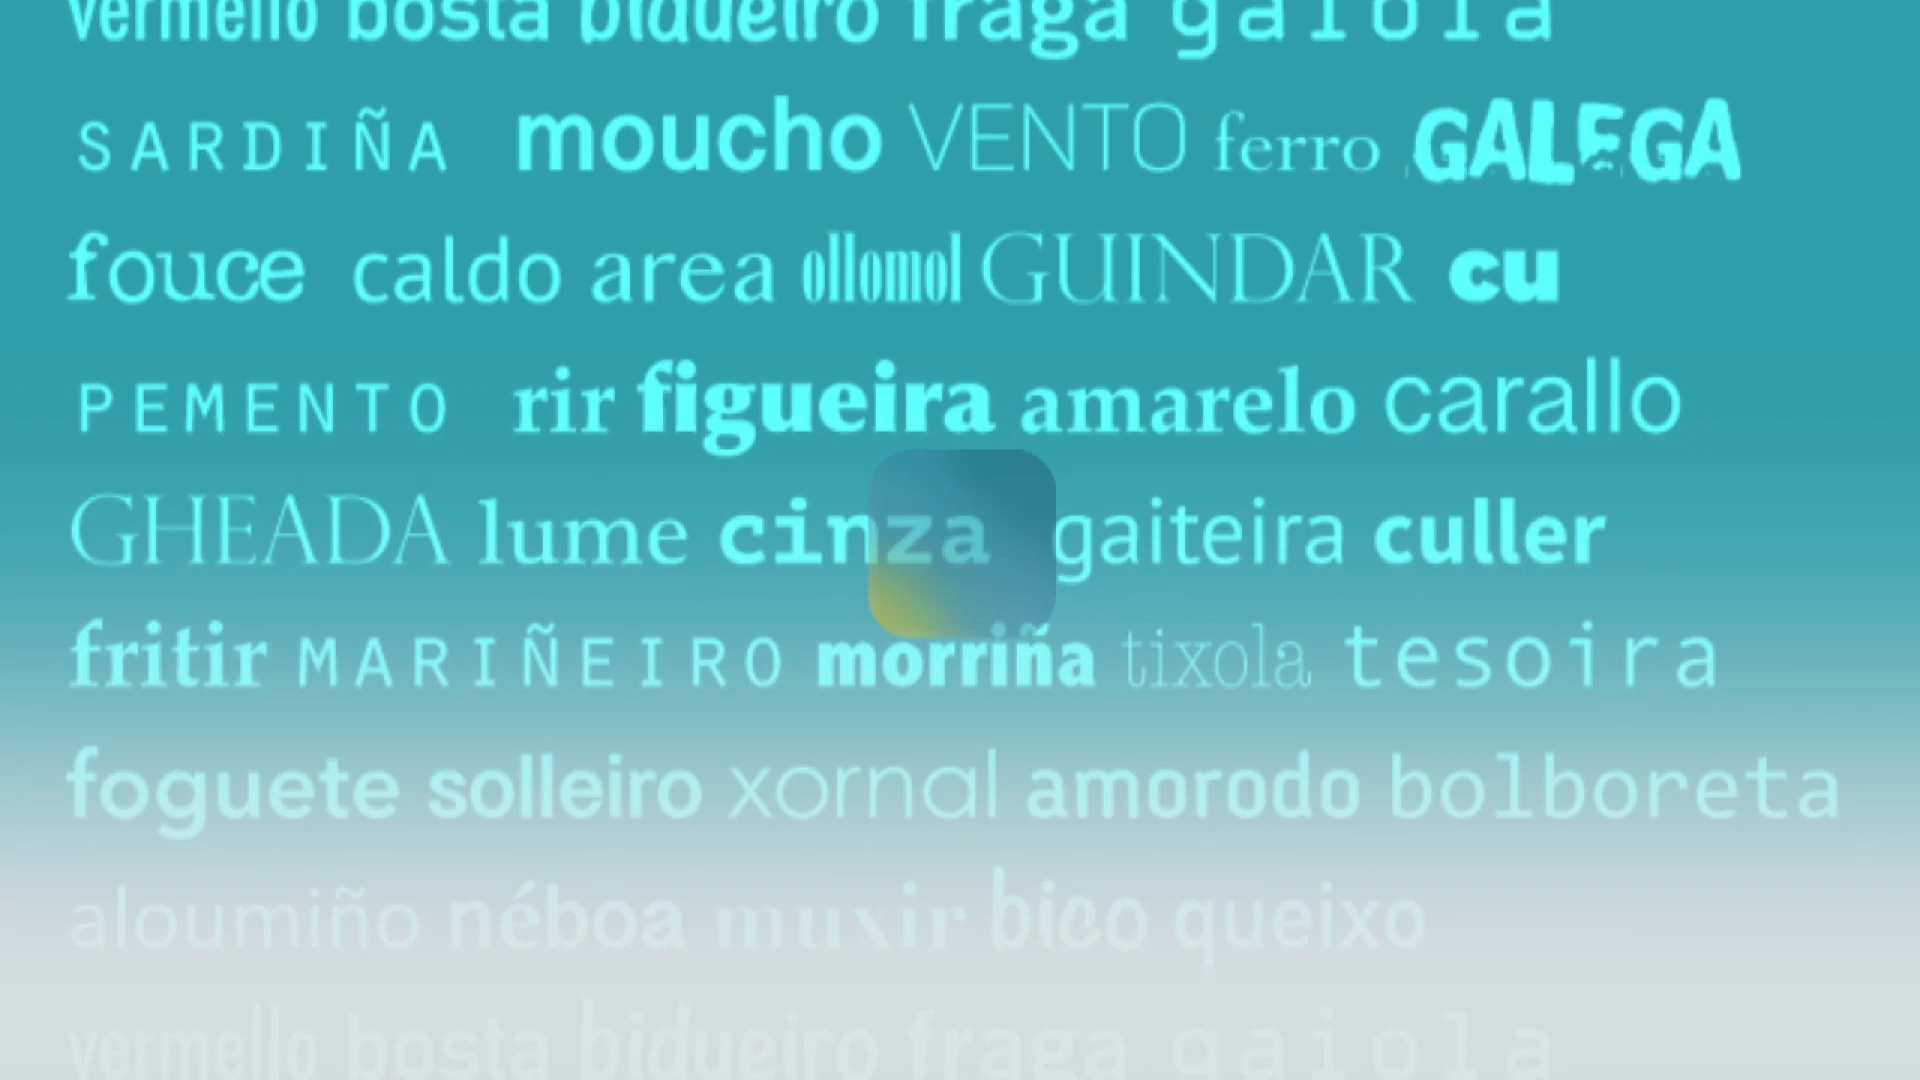 vermello bosta bidueiro fraga gaiola
SARDIÑA moucho VENTO ferro GALEGA
fouce caldo area ollomol GUINDAR cu
PEMENTO rir figueira amarelo carallo
GHEADA lume cinza gaiteira culler
fritir MARIÑEIRO morriña tixola tesoira
foguete solleiro xornal amorodo bolboreta
aloumiño néboa muxir bico queixo
vermello bosta bidueiro fraga gaiola